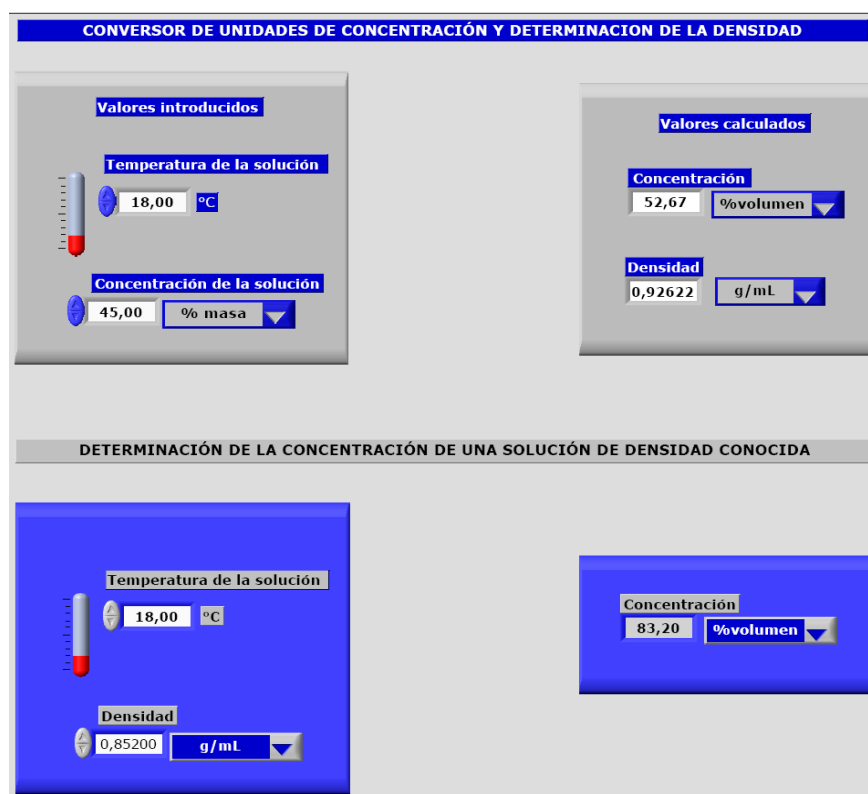 CONVERSOR DE UNIDADES DE CONCENTRACIÓN Y DETERMINACION DE LA DENSIDAD
Valores introducidos
Temperatura de la solución
18,00 ºC
Concentración de la solución
45,00 % masa
Valores calculados
Concentración
52,67 %volumen
Densidad
0,92622 g/mL
DETERMINACIÓN DE LA CONCENTRACIÓN DE UNA SOLUCIÓN DE DENSIDAD CONOCIDA
Temperatura de la solución
18,00 ºC
Densidad
0,85200 g/mL
Concentración
83,20 %volumen